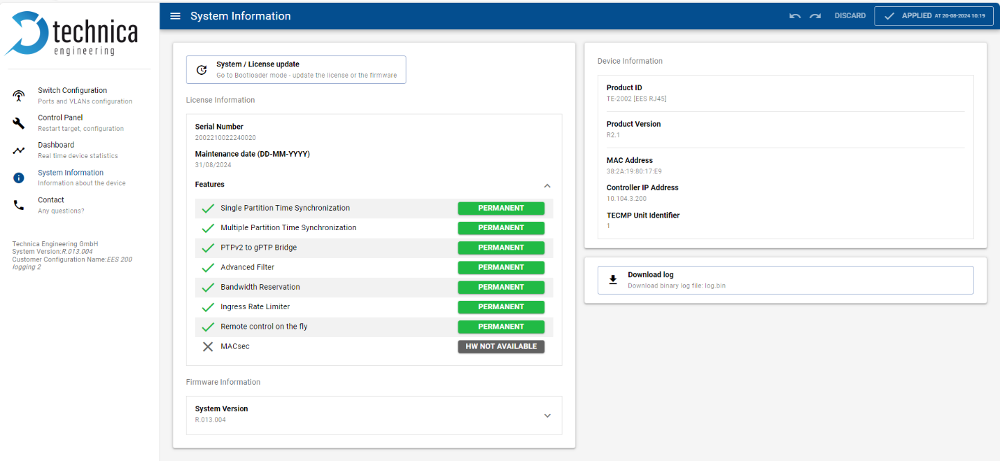 technica
engineering
Switch Configuration
Ports and VLANs configuration
Control Panel
Restart target, configuration
Dashboard
Real time device statistics
System Information
Information about the device
Contact
Any questions?
Technica Engineering GmbH
System Version:R.013.004
Customer Configuration Name:EES 200
logging 2
System Information
DISCARD
APPLIED AT 20-08-2024 10:19
System / License update
Go to Bootloader mode - update the license or the firmware
License Information
Serial Number
2002210022240020
Maintenance date (DD-MM-YYYY)
31/08/2024
Features
Single Partition Time Synchronization PERMANENT
Multiple Partition Time Synchronization PERMANENT
PTPv2 to gPTP Bridge PERMANENT
Advanced Filter PERMANENT
Bandwidth Reservation PERMANENT
Ingress Rate Limiter PERMANENT
Remote control on the fly PERMANENT
MACsec HW NOT AVAILABLE
Firmware Information
System Version
R.013.004
Device Information
Product ID
TE-2002 [EES RJ45]
Product Version
R2.1
MAC Address
38:2A:19:80:17:E9
Controller IP Address
10.104.3.200
TECMP Unit Identifier
1
Download log
Download binary log file: log.bin